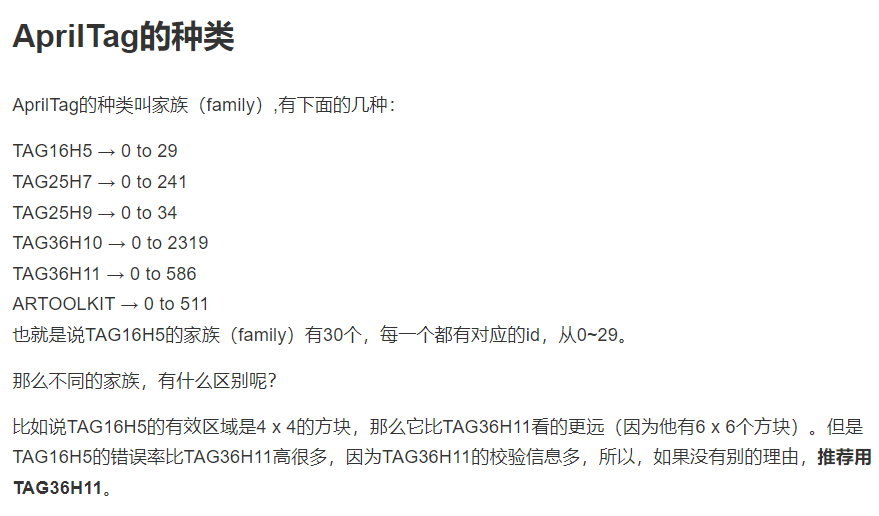 AprilTag的种类
AprilTag的种类叫家族（family）,有下面的几种：
TAG16H5 → 0 to 29
TAG25H7 → 0 to 241
TAG25H9 → 0 to 34
TAG36H10 → 0 to 2319
TAG36H11 → 0 to 586
ARTOOLKIT → 0 to 511
也就是说TAG16H5的家族（family）有30个，每一个都有对应的id，从0~29。
那么不同的家族，有什么区别呢？
比如说TAG16H5的有效区域是4 x 4的方块，那么它比TAG36H11看的更远（因为他有6 x 6个方块）。但是
TAG16H5的错误率比TAG36H11高很多，因为TAG36H11的校验信息多，所以，如果没有别的理由，推荐用
TAG36H11。